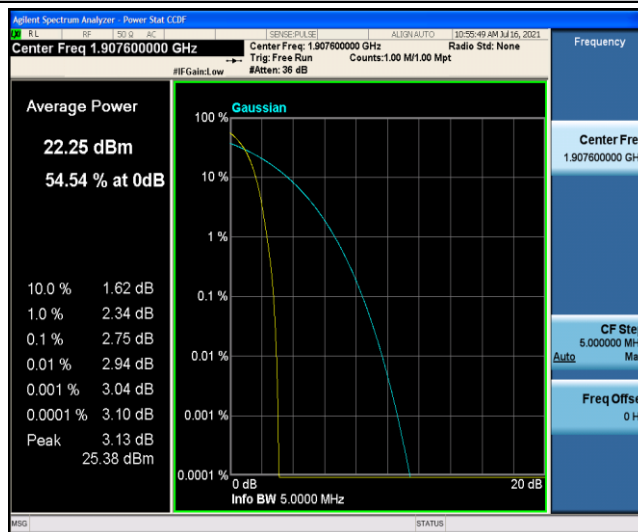 Agilent Spectrum Analyzer - Power Stat CCDF
RL RF 50 Ω AC SENSE:PULSE ALIGN AUTO 10:55:49 AM Jul 16, 2021
Center Freq 1.907600000 GHz
Center Freq: 1.907600000 GHz Radio Std: None
Trig: Free Run Counts:1.00 M/1.00 Mpt
#IFGain:Low #Atten: 36 dB
Frequency
Average Power
22.25 dBm
54.54 % at 0dB
10.0 % 1.62 dB
1.0 % 2.34 dB
0.1 % 2.75 dB
0.01 % 2.94 dB
0.001 % 3.04 dB
0.0001 % 3.10 dB
Peak 3.13 dB
25.38 dBm
Gaussian
100 %
10 %
1 %
0.1 %
0.01 %
0.001 %
0.0001 %
0 dB 20 dB
Info BW 5.0000 MHz
Center Fre
1.907600000 GH
CF Ste
5.000000 MH
Auto Ma
Freq Offse
0 H
MSG STATUS